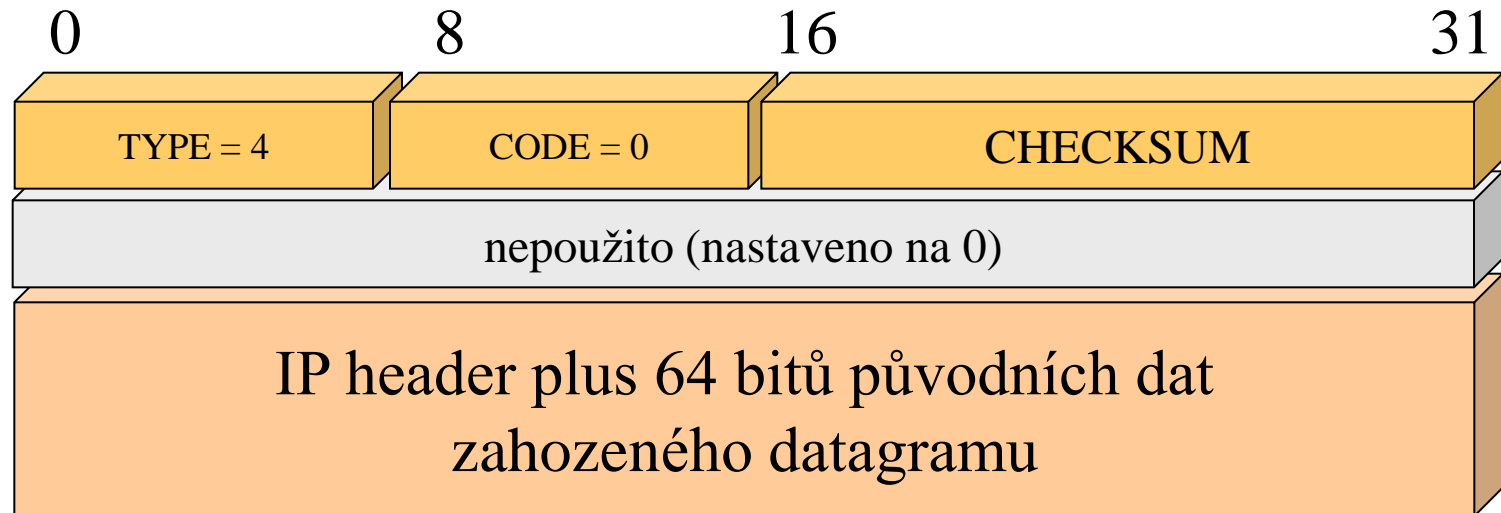 0 8 16 31
TYPE = 4 CODE = 0 CHECKSUM
nepoužito (nastaveno na 0)
IP header plus 64 bitů původních dat
zahozeného datagramu